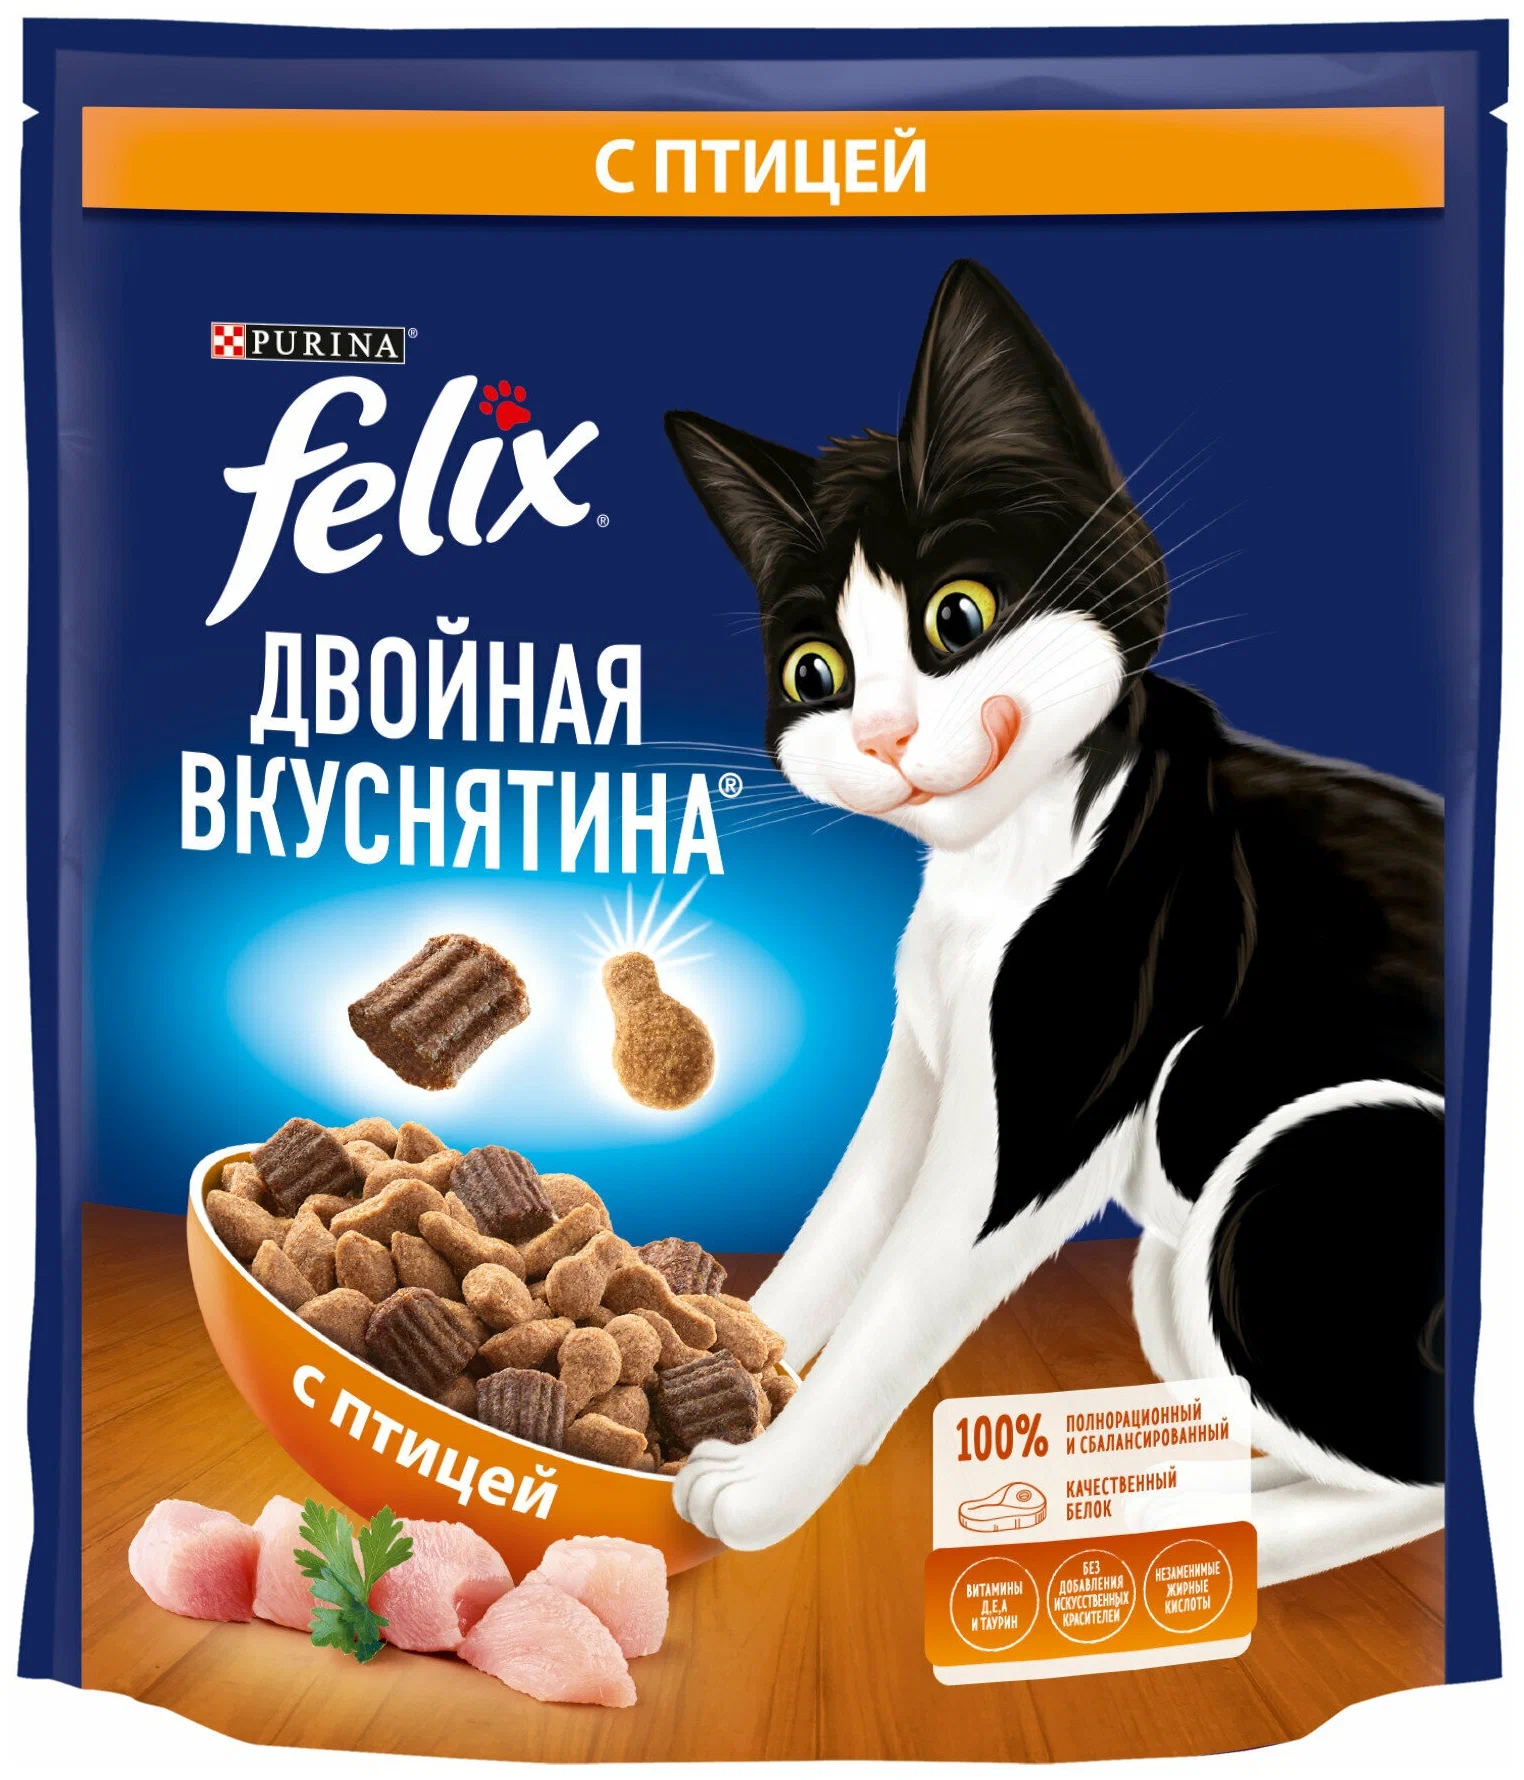 С ПТИЦЕЙ
PURINA®
felix®
ДВОЙНАЯ
ВКУСНЯТИНА®
С ПТИЦЕЙ
100% ПОЛНОРАЦИОННЫЙ
И СБАЛАНСИРОВАННЫЙ
КАЧЕСТВЕННЫЙ
БЕЛОК
ВИТАМИНЫ
Д,Е,А
И ТАУРИН
БЕЗ
ДОБАВЛЕНИЯ
ИСКУССТВЕННЫХ
КРАСИТЕЛЕЙ
НЕЗАМЕНИМЫЕ
ЖИРНЫЕ
КИСЛОТЫ